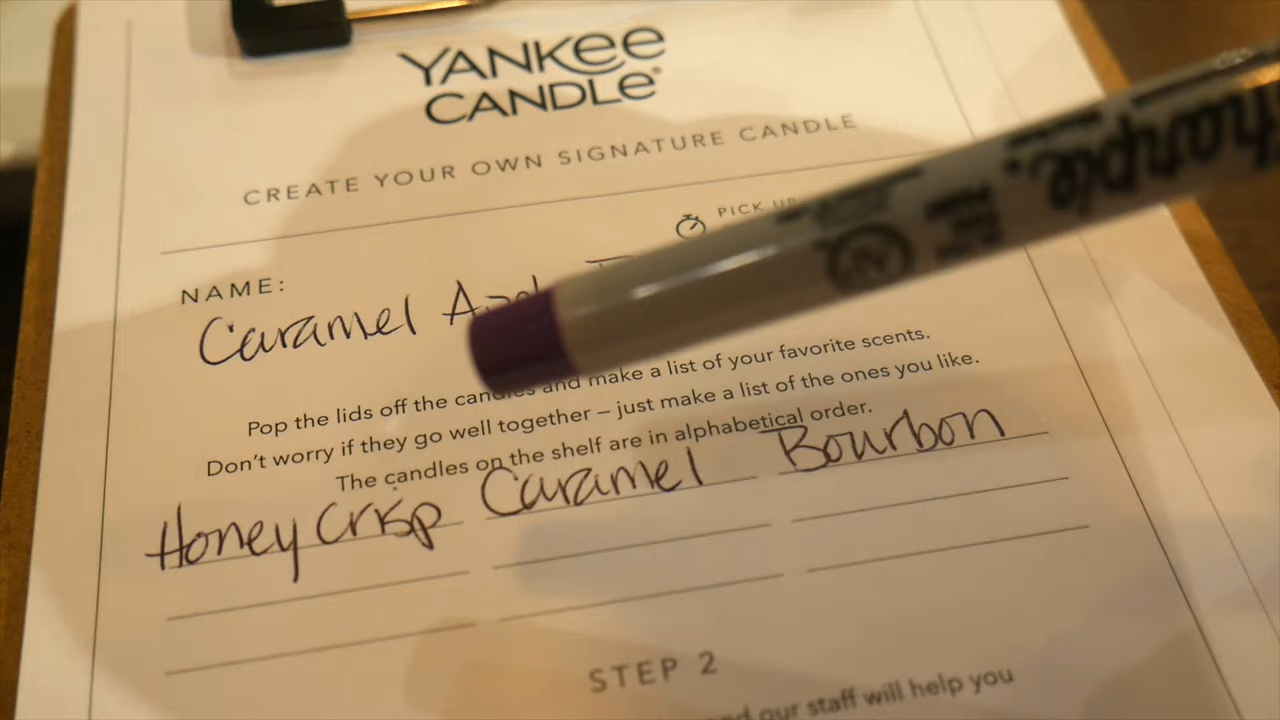 YANKEE
CANDLE®
CREATE YOUR OWN SIGNATURE CANDLE
PICK UP
NAME:
Caramel
Sharpie.
Pop the lids off the candles and make a list of your favorite scents.
Don't worry if they go well together – just make a list of the ones you like.
The candles on the shelf are in alphabetical order.
Honey Crisp Caramel Bourbon
STEP 2
and our staff will help you